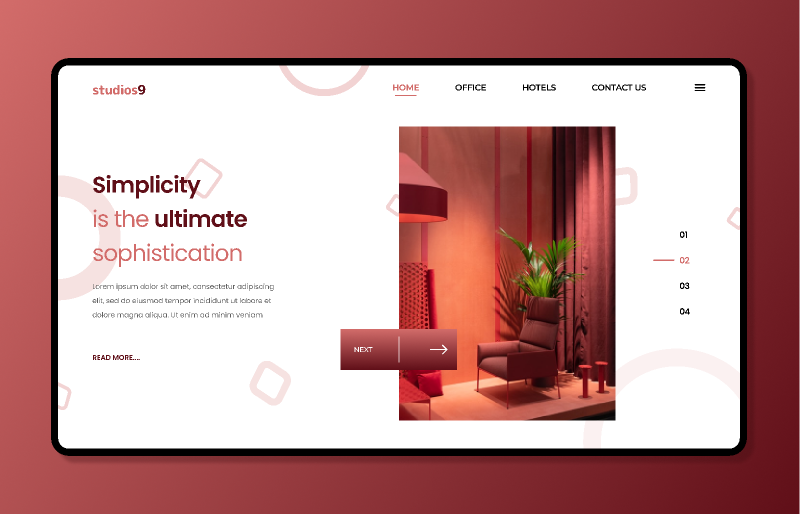 studios9
HOME OFFICE HOTELS CONTACT US
Simplicity
is the ultimate
sophistication
Lorem ipsum dolor sit amet, consectetur adipiscing
elit, sed do eiusmod tempor incididunt ut labore et
dolore magna aliqua. Ut enim ad minim veniam
READ MORE....
NEXT
01
02
03
04